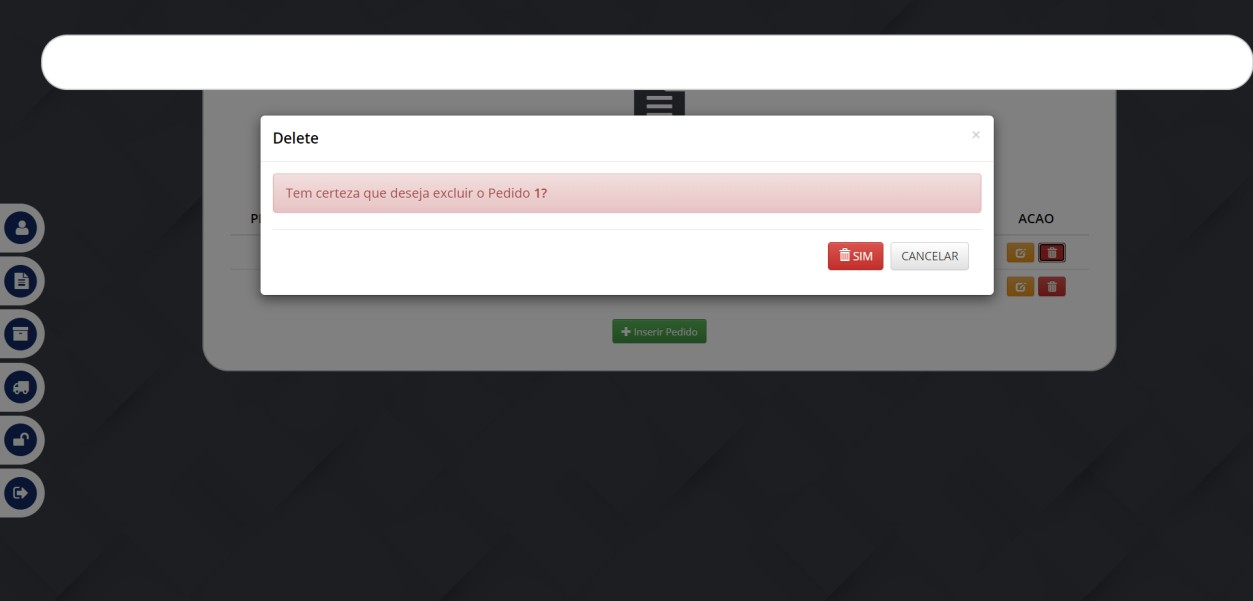 Delete
×
Tem certeza que deseja excluir o Pedido 1?
ACAO
SIM
CANCELAR
Inserir Pedido